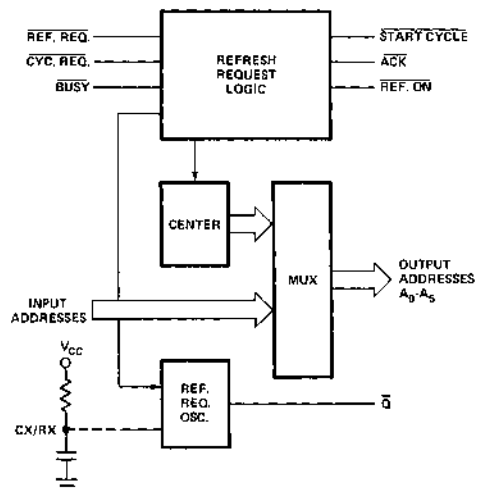 REF. REQ.
CYC. REQ.
BUSY
REFRESH
REQUEST
LOGIC
START CYCLE
ACK
REF. ON
CENTER
MUX
INPUT
ADDRESSES
OUTPUT
ADDRESSES
A0-A5
VCC
REF.
REQ.
OSC.
Q
CX/RX